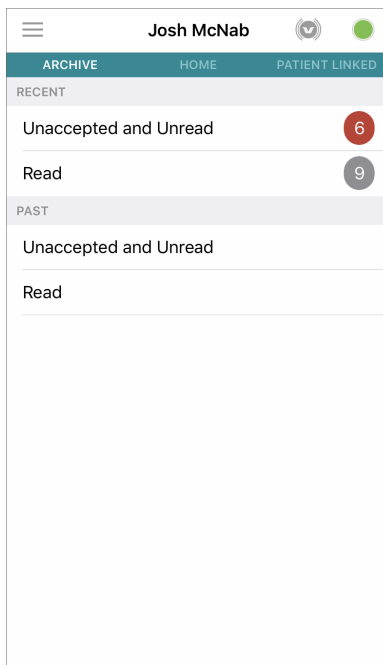 Josh McNab
ARCHIVE HOME PATIENT LINKED
RECENT
Unaccepted and Unread 6
Read 9
PAST
Unaccepted and Unread
Read